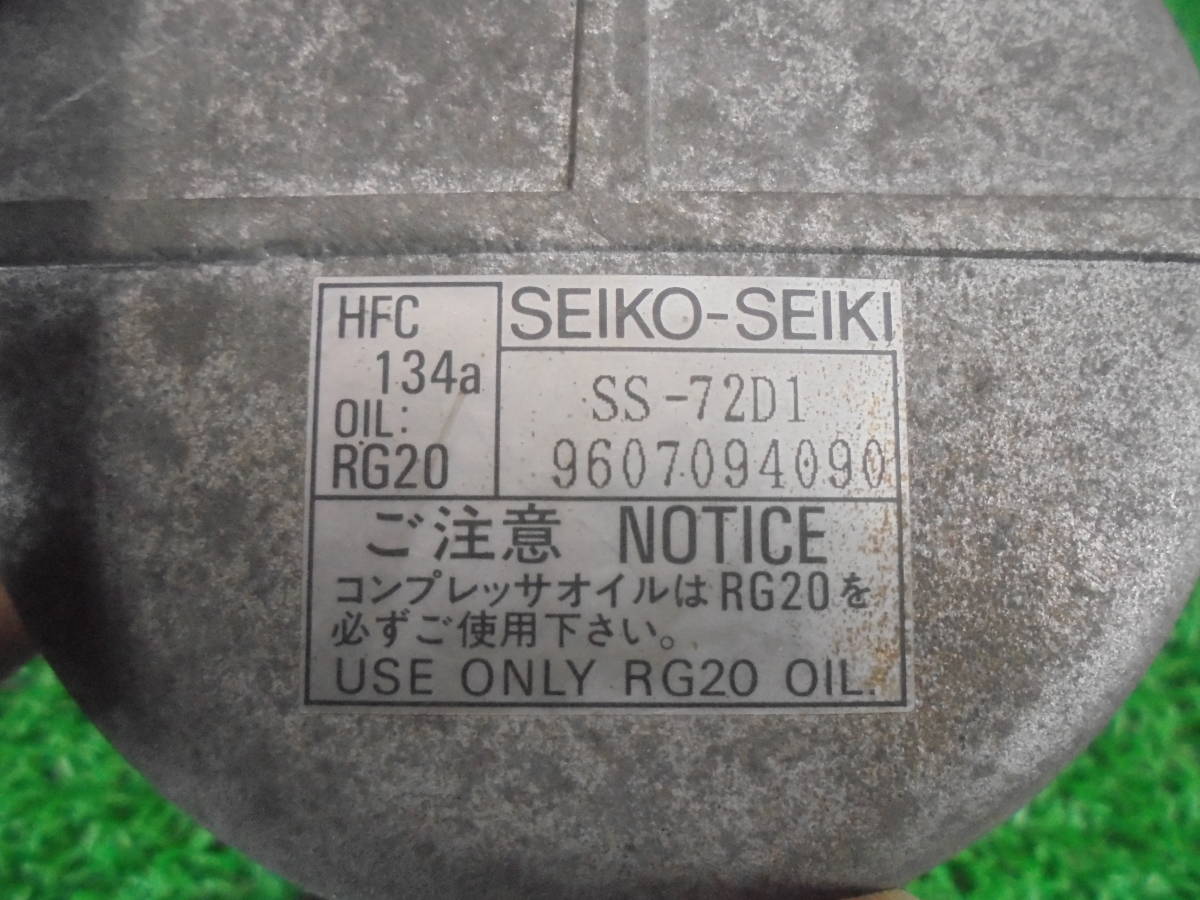 HFC
134a
OIL:
RG20
SEIKO-SEIKI
SS-72D1
9607094090
ご注意 NOTICE
コンプレッサオイルはRG20を
必ずご使用下さい。
USE ONLY RG20 OIL.